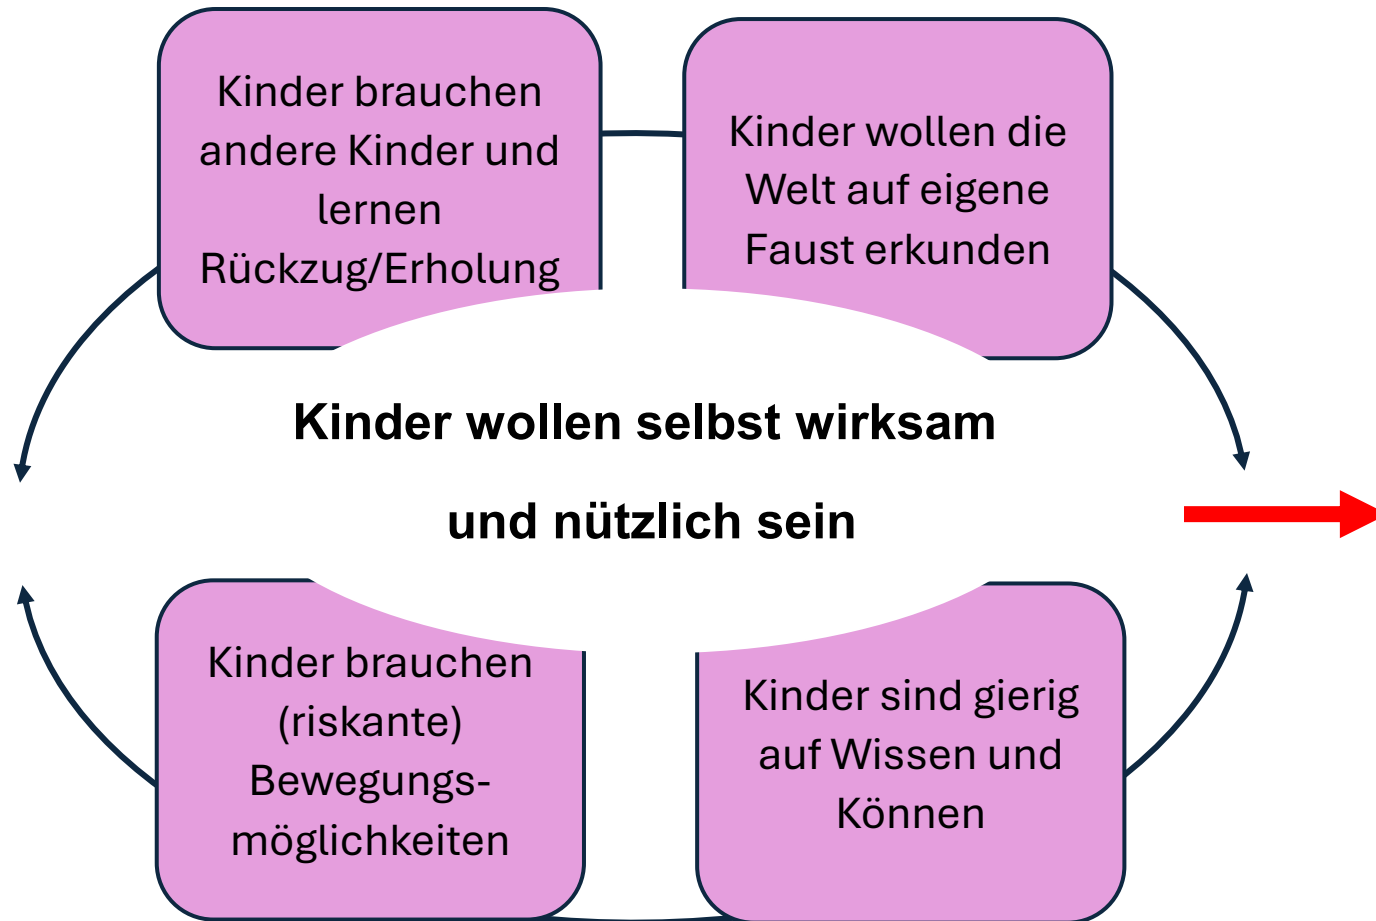 Kinder brauchen
andere Kinder und
lernen
Rückzug/Erholung
Kinder wollen die
Welt auf eigene
Faust erkunden
Kinder wollen selbst wirksam
und nützlich sein
Kinder brauchen
(riskante)
Bewegungs-
möglichkeiten
Kinder sind gierig
auf Wissen und
Können